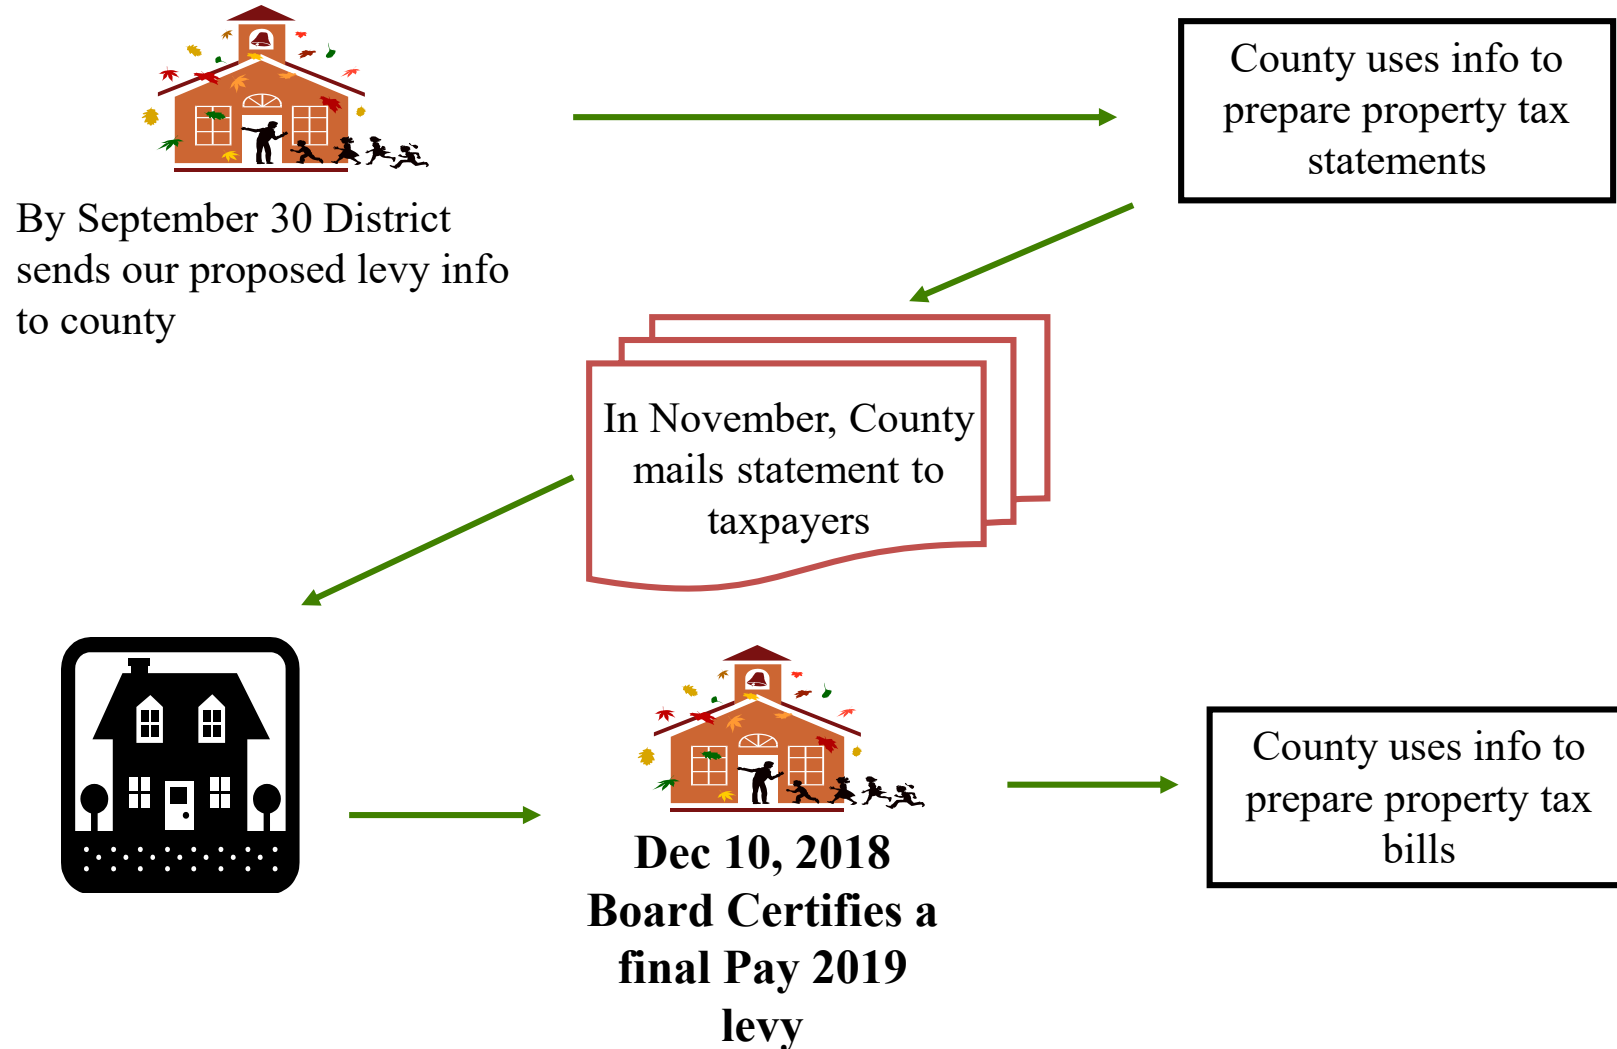 By September 30 District
sends our proposed levy info
to county
County uses info to
prepare property tax
statements
In November, County
mails statement to
taxpayers
Dec 10, 2018
Board Certifies a
final Pay 2019
levy
County uses info to
prepare property tax
bills